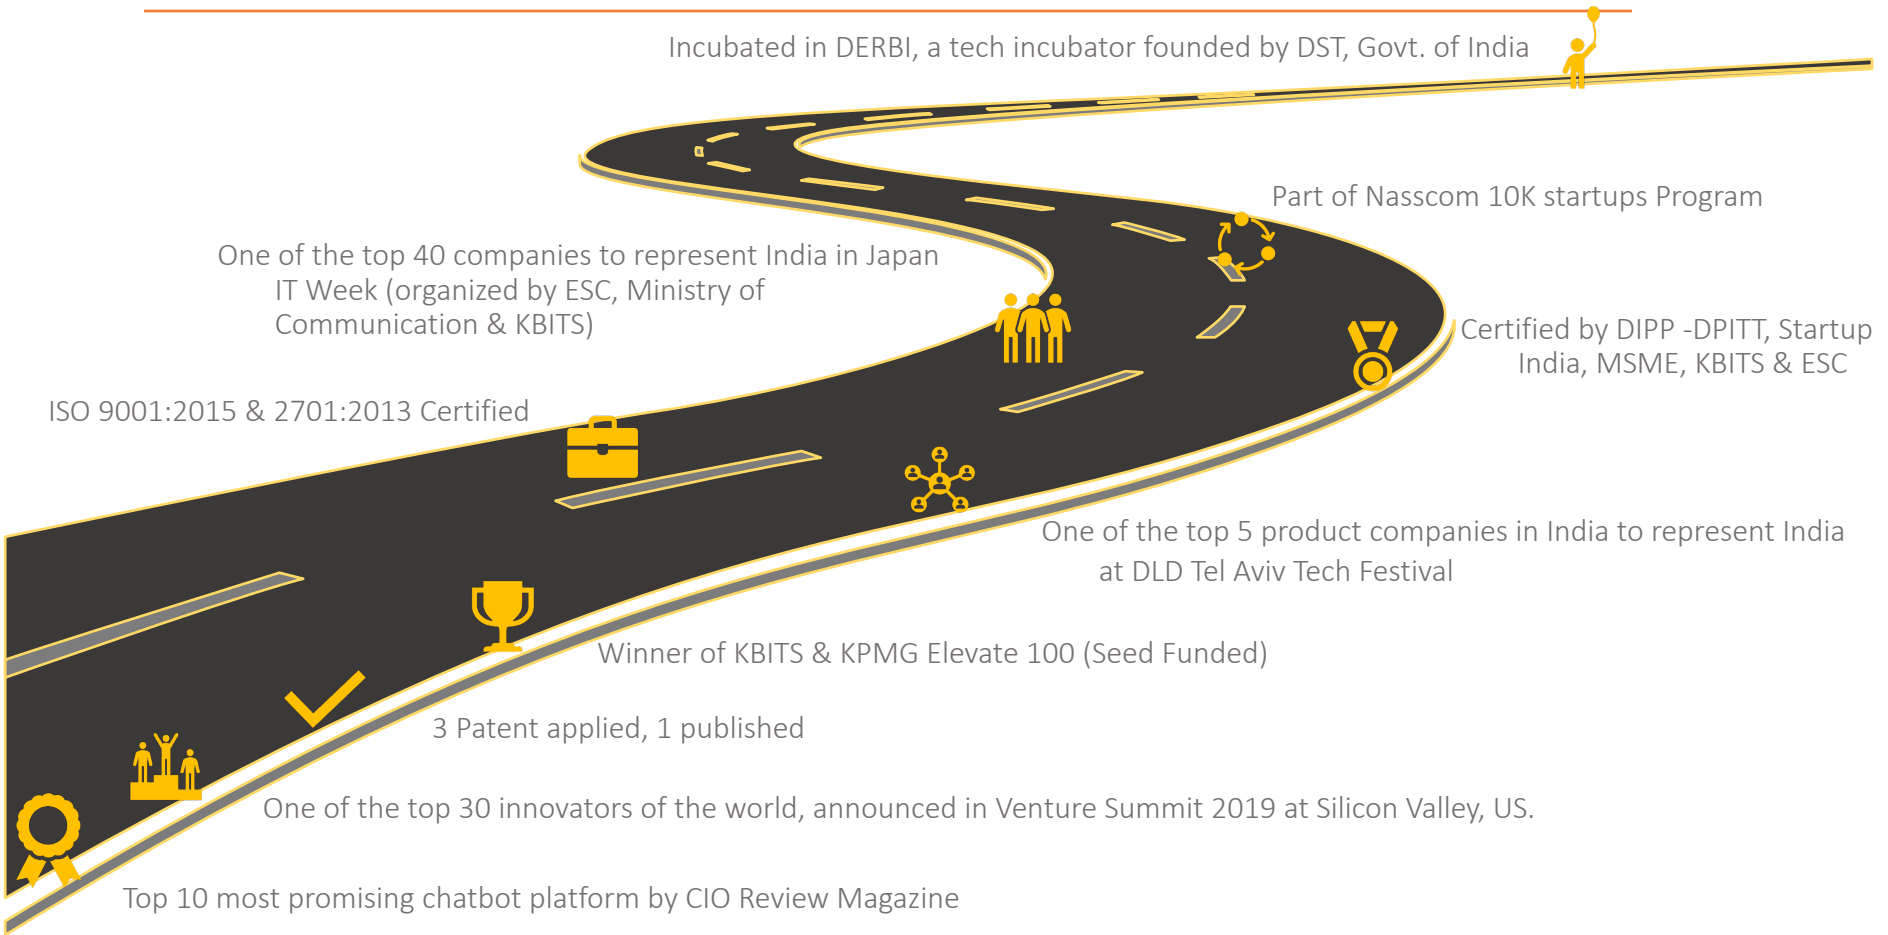 Incubated in DERBI, a tech incubator founded by DST, Govt. of India
Part of Nasscom 10K startups Program
One of the top 40 companies to represent India in Japan
IT Week (organized by ESC, Ministry of
Communication & KBITS)
Certified by DIPP -DPITT, Startup
India, MSME, KBITS & ESC
ISO 9001:2015 & 2701:2013 Certified
One of the top 5 product companies in India to represent India
at DLD Tel Aviv Tech Festival
Winner of KBITS & KPMG Elevate 100 (Seed Funded)
3 Patent applied, 1 published
One of the top 30 innovators of the world, announced in Venture Summit 2019 at Silicon Valley, US.
Top 10 most promising chatbot platform by CIO Review Magazine